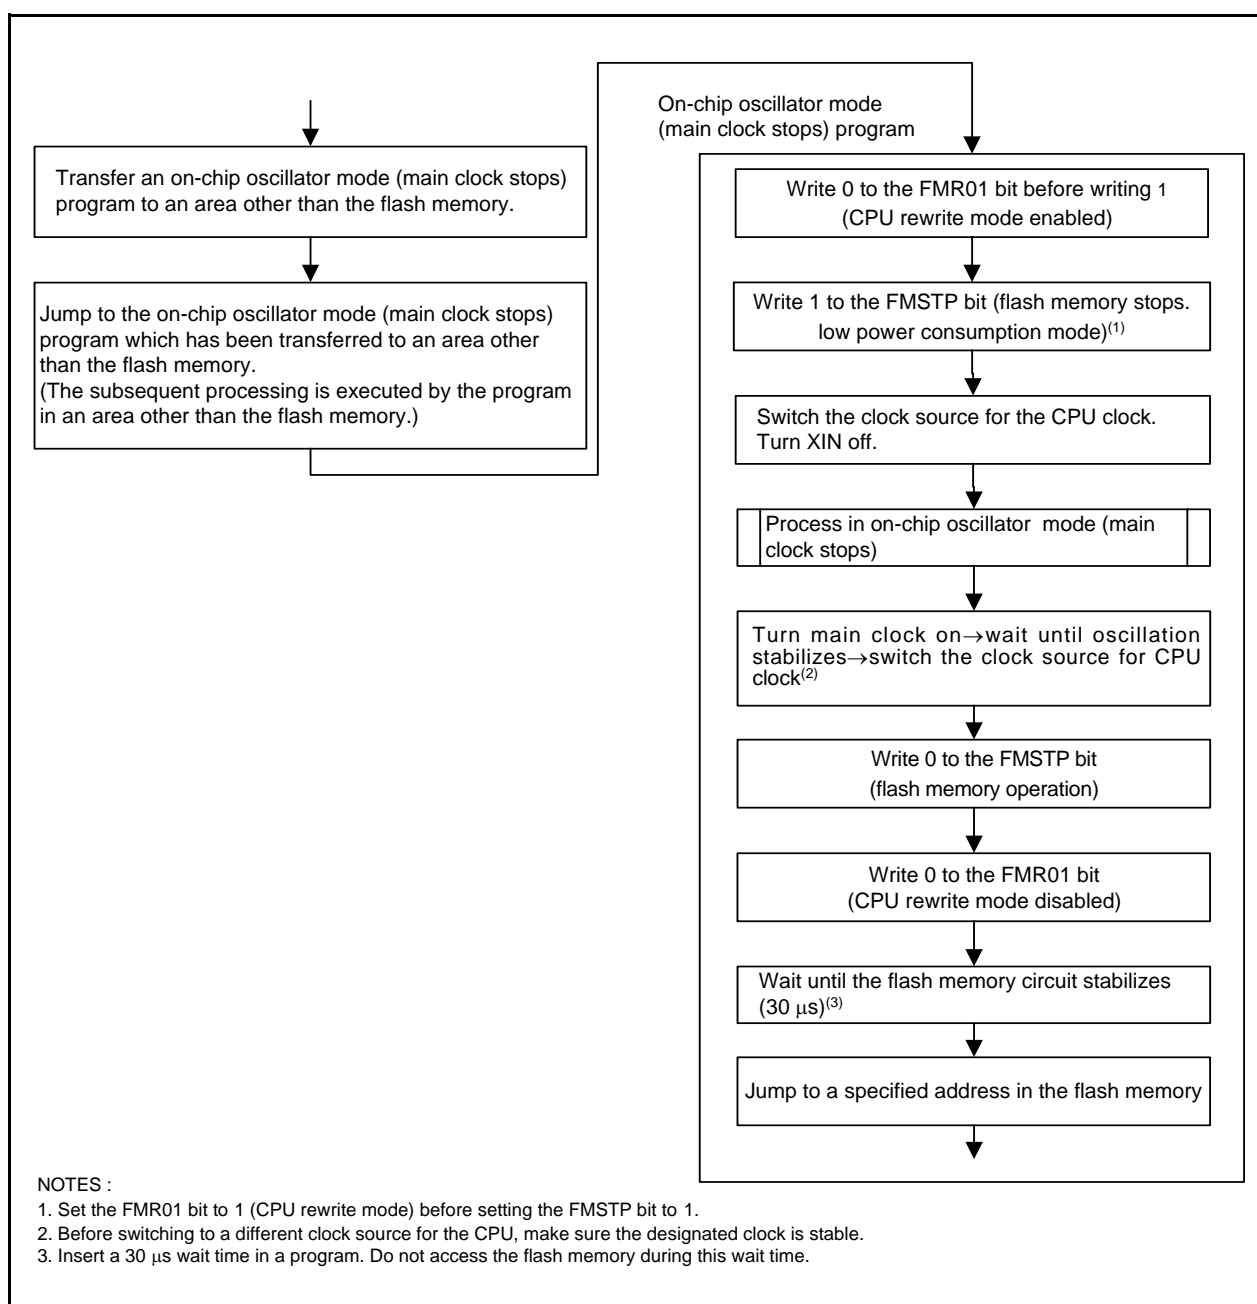 Transfer an on-chip oscillator mode (main clock stops)
program to an area other than the flash memory.
Jump to the on-chip oscillator mode (main clock stops)
program which has been transferred to an area other
than the flash memory.
(The subsequent processing is executed by the program
in an area other than the flash memory.)
On-chip oscillator mode
(main clock stops) program
Write 0 to the FMR01 bit before writing 1
(CPU rewrite mode enabled)
Write 1 to the FMSTP bit (flash memory stops.
low power consumption mode)(1)
Switch the clock source for the CPU clock.
Turn XIN off.
Process in on-chip oscillator mode (main
clock stops)
Turn main clock on→wait until oscillation
stabilizes→switch the clock source for CPU
clock(2)
Write 0 to the FMSTP bit
(flash memory operation)
Write 0 to the FMR01 bit
(CPU rewrite mode disabled)
Wait until the flash memory circuit stabilizes
(30 μs)(3)
Jump to a specified address in the flash memory
NOTES :
1. Set the FMR01 bit to 1 (CPU rewrite mode) before setting the FMSTP bit to 1.
2. Before switching to a different clock source for the CPU, make sure the designated clock is stable.
3. Insert a 30 μs wait time in a program. Do not access the flash memory during this wait time.